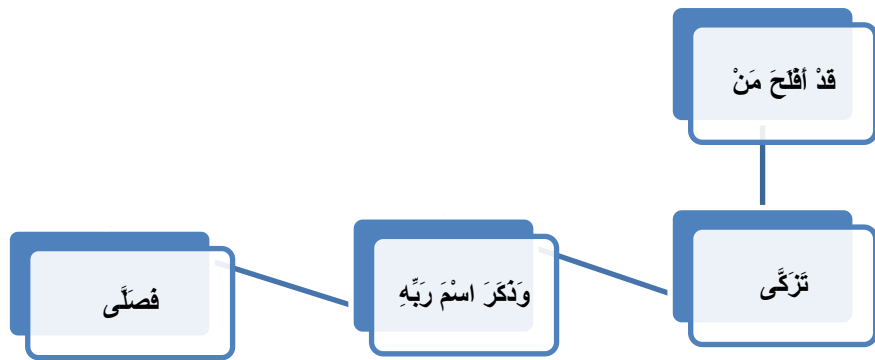 قَدْ أَفْلَحَ مَنْ
تَزَكَّى
وَذَكَرَ اسْمَ رَبِّهِ
فَصَلَّى